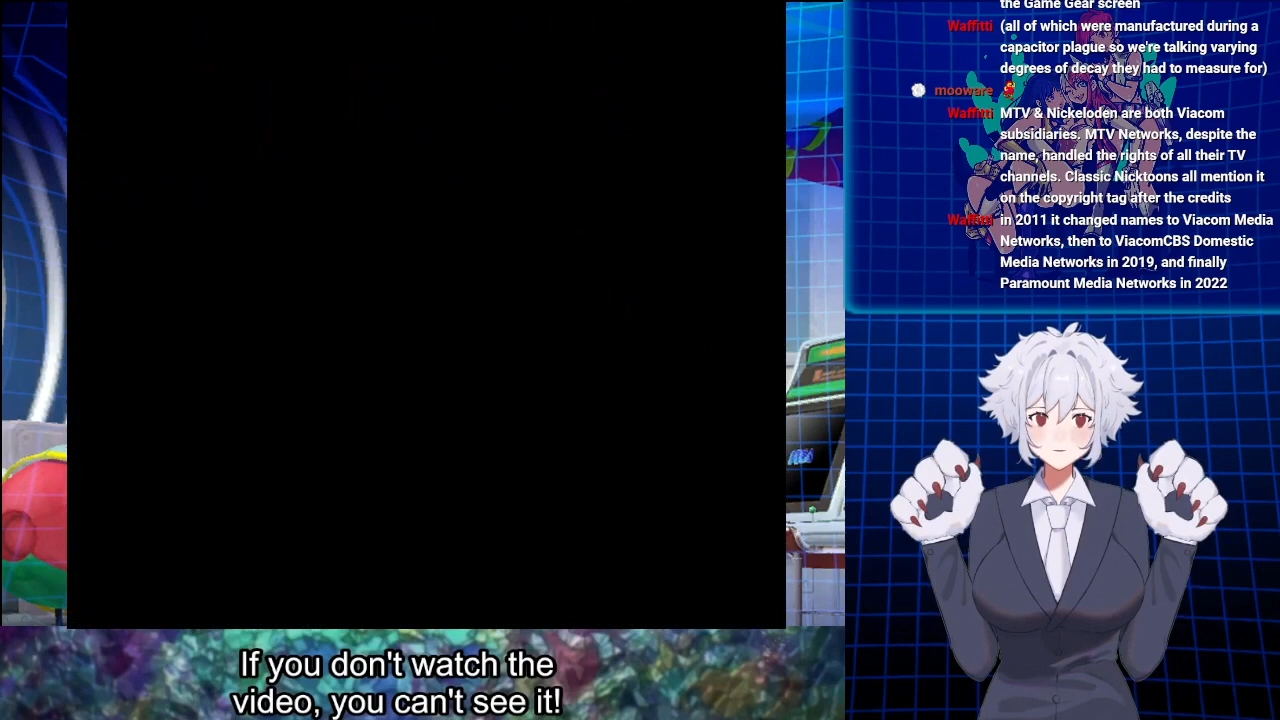 the Game Gear screen
Waffitti (all of which were manufactured during a
capacitor plague so we're talking varying
degrees of decay they had to measure for)
mooware
Waffitti MTV & Nickeloden are both Viacom
subsidiaries. MTV Networks, despite the
name, handled the rights of all their TV
channels. Classic Nicktoons all mention it
on the copyright tag after the credits
Waffitti in 2011 it changed names to Viacom Media
Networks, then to ViacomCBS Domestic
Media Networks in 2019, and finally
Paramount Media Networks in 2022
If you don't watch the
video, you can't see it!